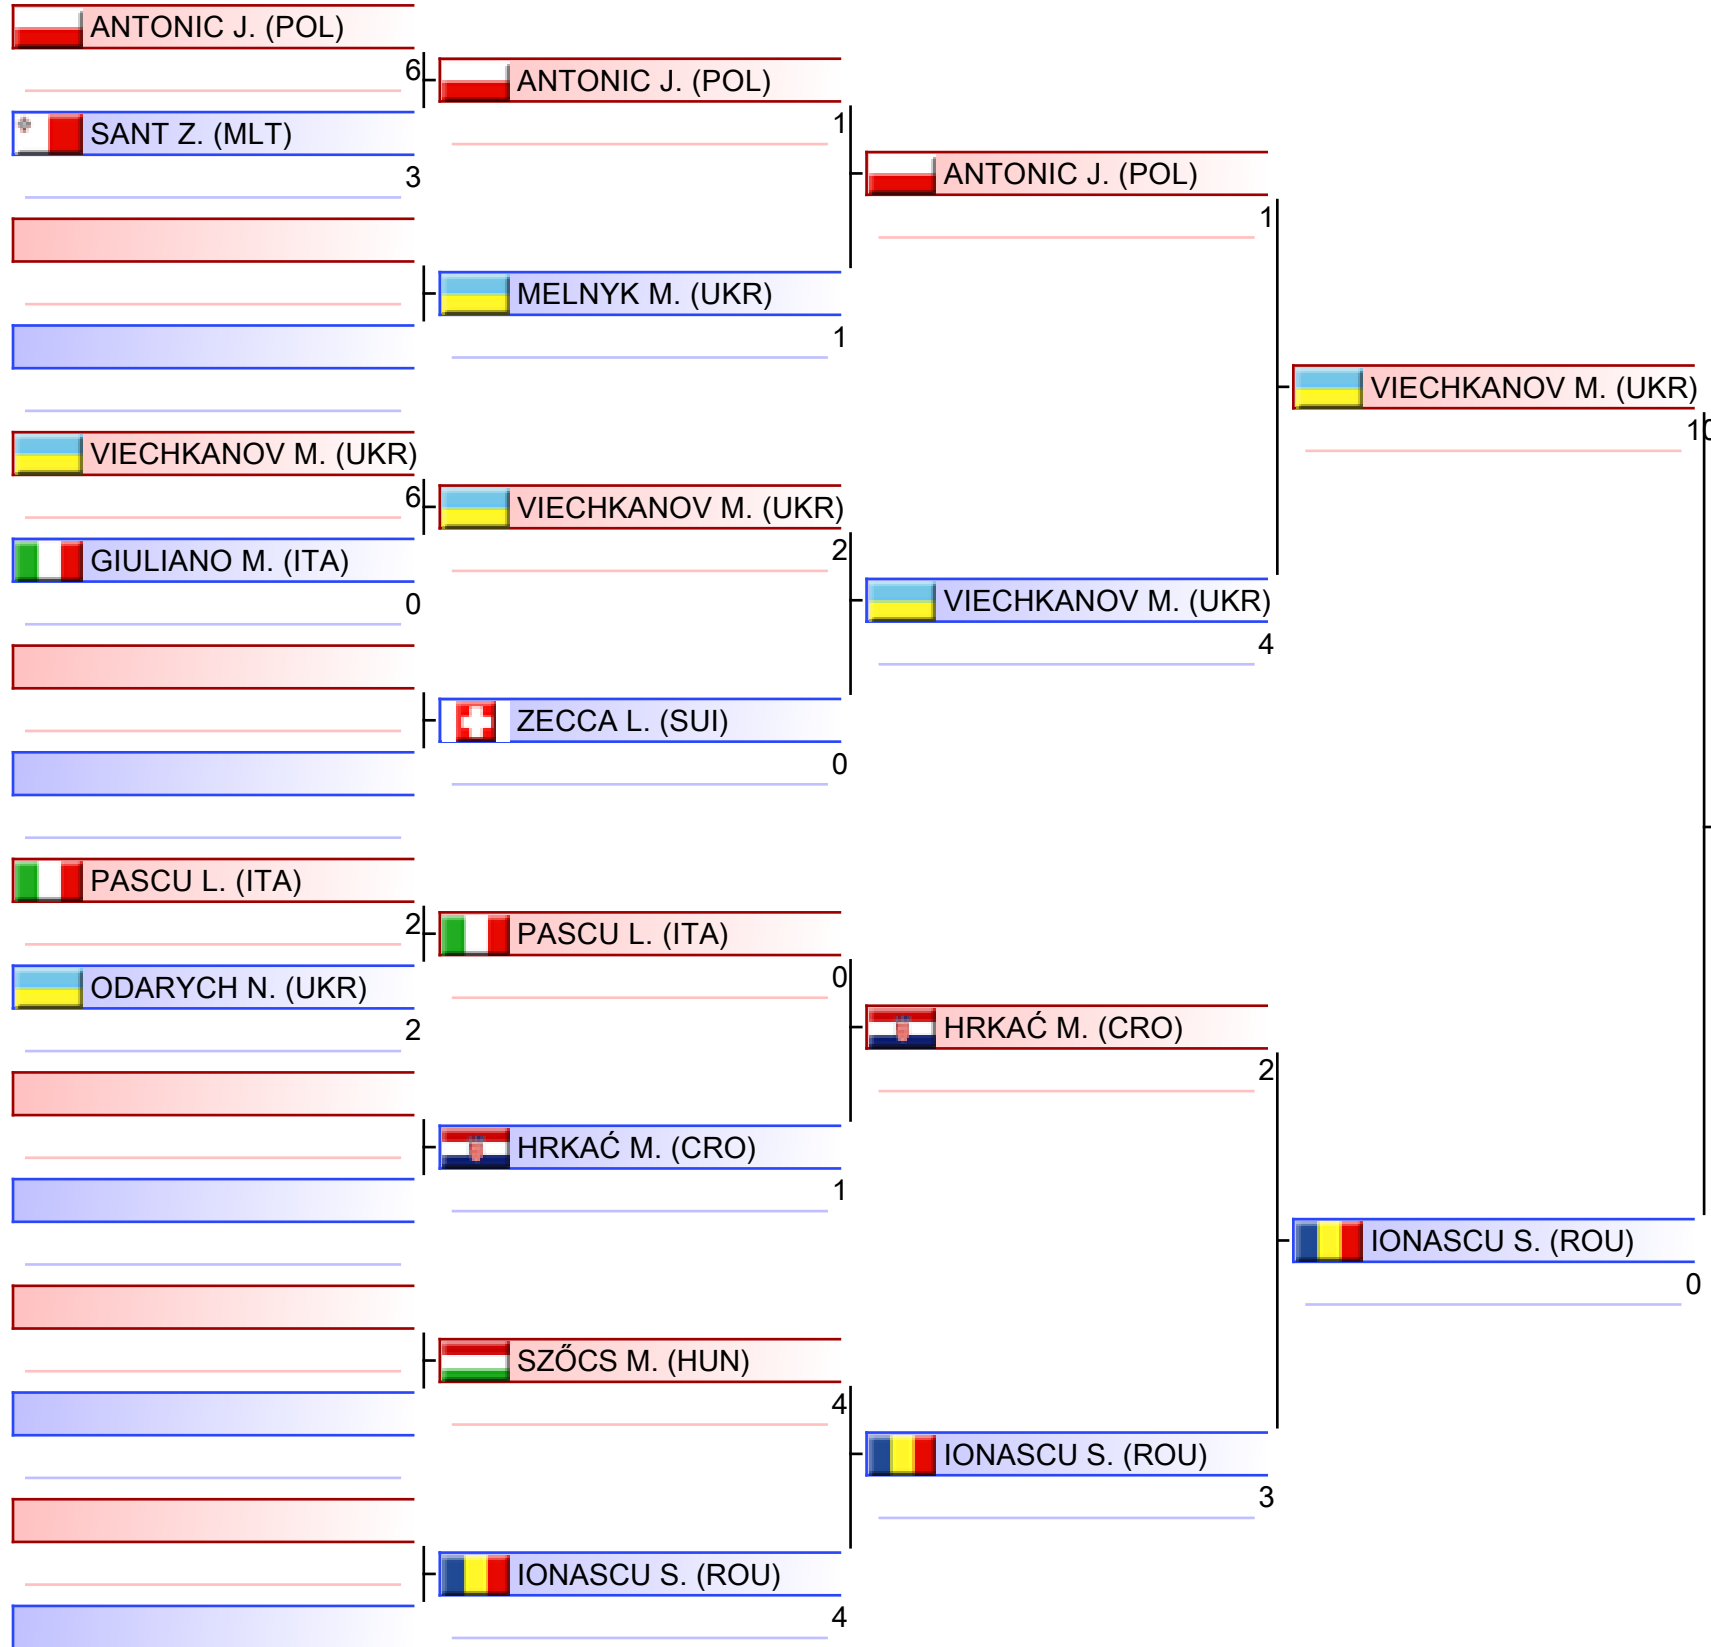 ANTONIC J. (POL)
6
SANT Z. (MLT)
3
VIECHKANOV M. (UKR)
6
GIULIANO M. (ITA)
0
PASCU L. (ITA)
2
ODARYCH N. (UKR)
2
ANTONIC J. (POL)
1
MELNYK M. (UKR)
1
VIECHKANOV M. (UKR)
2
ZECCA L. (SUI)
0
PASCU L. (ITA)
0
HRKAĆ M. (CRO)
1
SZŐCS M. (HUN)
4
IONASCU S. (ROU)
4
ANTONIC J. (POL)
1
VIECHKANOV M. (UKR)
4
HRKAĆ M. (CRO)
2
IONASCU S. (ROU)
3
VIECHKANOV M. (UKR)
10
IONASCU S. (ROU)
0